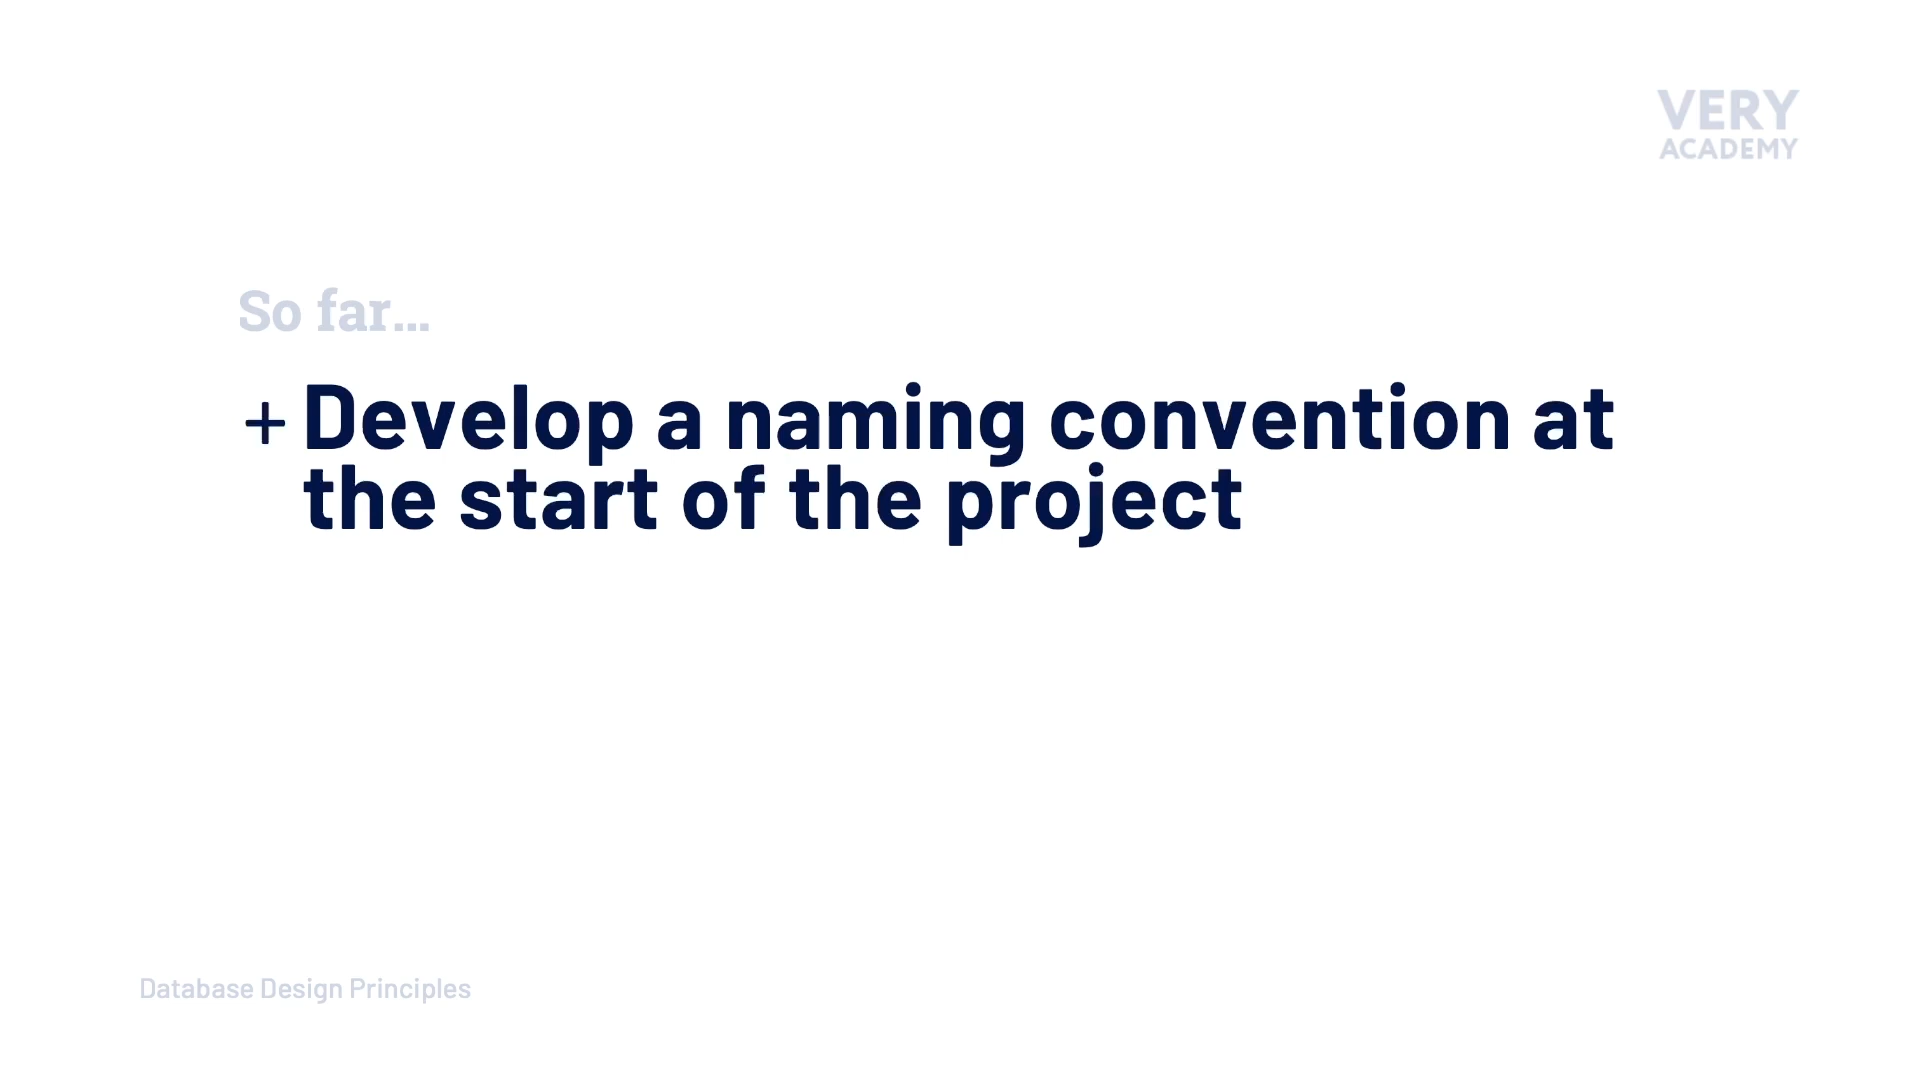 VERY
ACADEMY
So far...
+ Develop a naming convention at
the start of the project
Database Design Principles